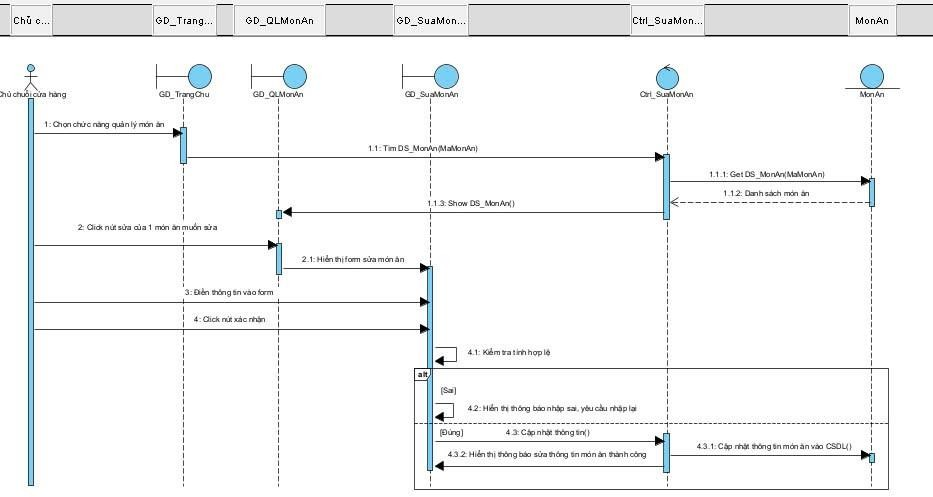 Chủ c...
GD_Trang...
GD_QLMonAn
GD_SuaMon...
Ctrl_SuaMon...
MonAn
Chủ chuỗi cửa hàng
GD_TrangChu
GD_QLMonAn
GD_SuaMonAn
Ctrl_SuaMonAn
MonAn
1: Chọn chức năng quản lý món ăn
1.1: Tìm DS_MonAn(MaMonAn)
1.1.1: Get DS_MonAn(MaMonAn)
1.1.2: Danh sách món ăn
1.1.3: Show DS_MonAn()
2: Click nút sửa của 1 món ăn muốn sửa
2.1: Hiển thị form sửa món ăn
3: Điền thông tin vào form
4: Click nút xác nhận
4.1: Kiểm tra tính hợp lệ
alt
[Sai]
4.2: Hiển thị thông báo nhập sai, yêu cầu nhập lại
[Đúng]
4.3: Cập nhật thông tin()
4.3.1: Cập nhật thông tin món ăn vào CSDL()
4.3.2: Hiển thị thông báo sửa thông tin món ăn thành công